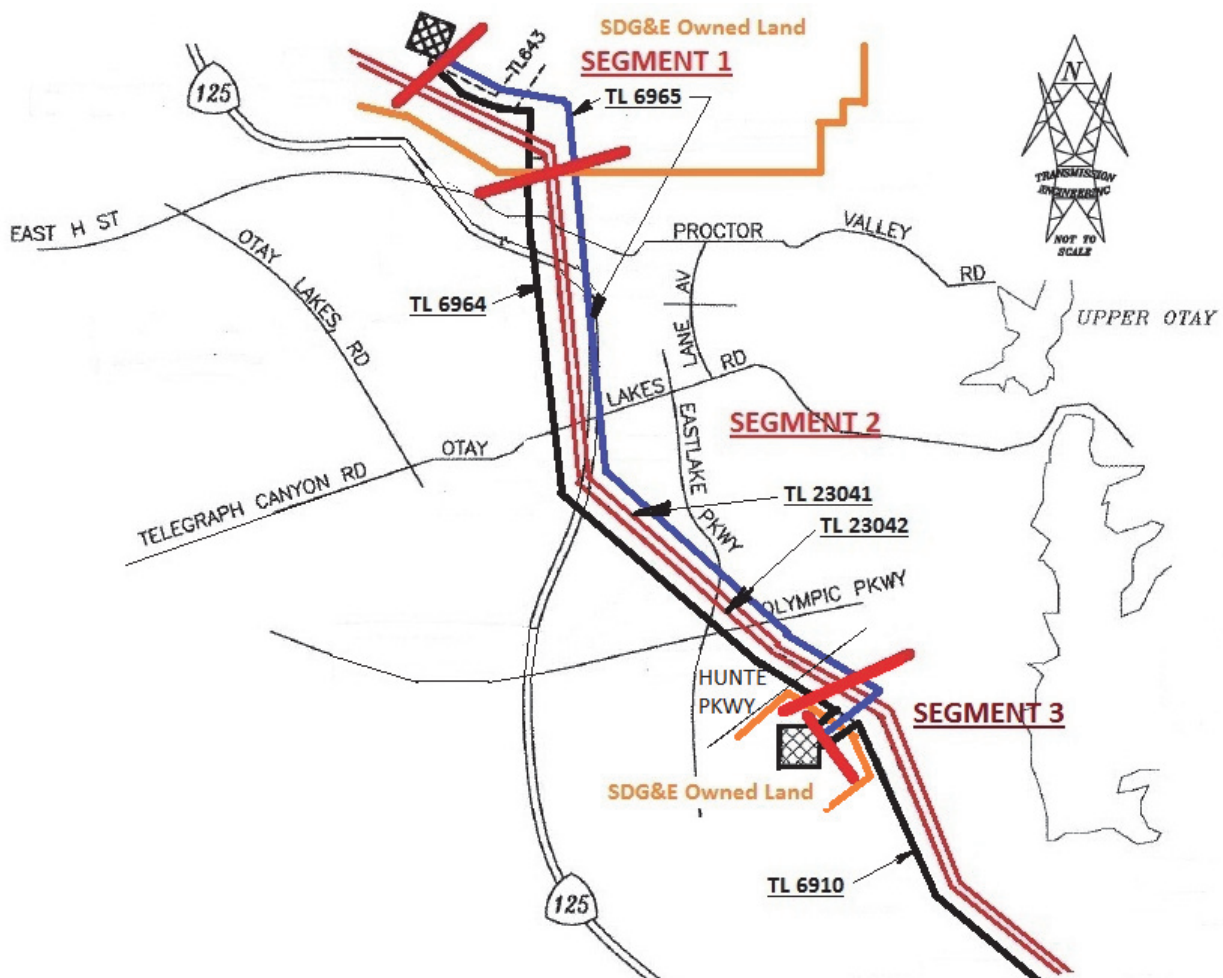 SDG&E Owned Land
SEGMENT 1
TL643
TL 6965
125
N
TRANSMISSION
ENGINEERING
NOT TO
SCALE
EAST H ST
OTAY LAKES RD
PROCTOR VALLEY RD
TL 6964
LANE AV
UPPER OTAY
OTAY LAKES RD
SEGMENT 2
EASTLAKE PKWY
TELEGRAPH CANYON RD
TL 23041
TL 23042
OLYMPIC PKWY
HUNTE
PKWY
SEGMENT 3
SDG&E Owned Land
TL 6910
125